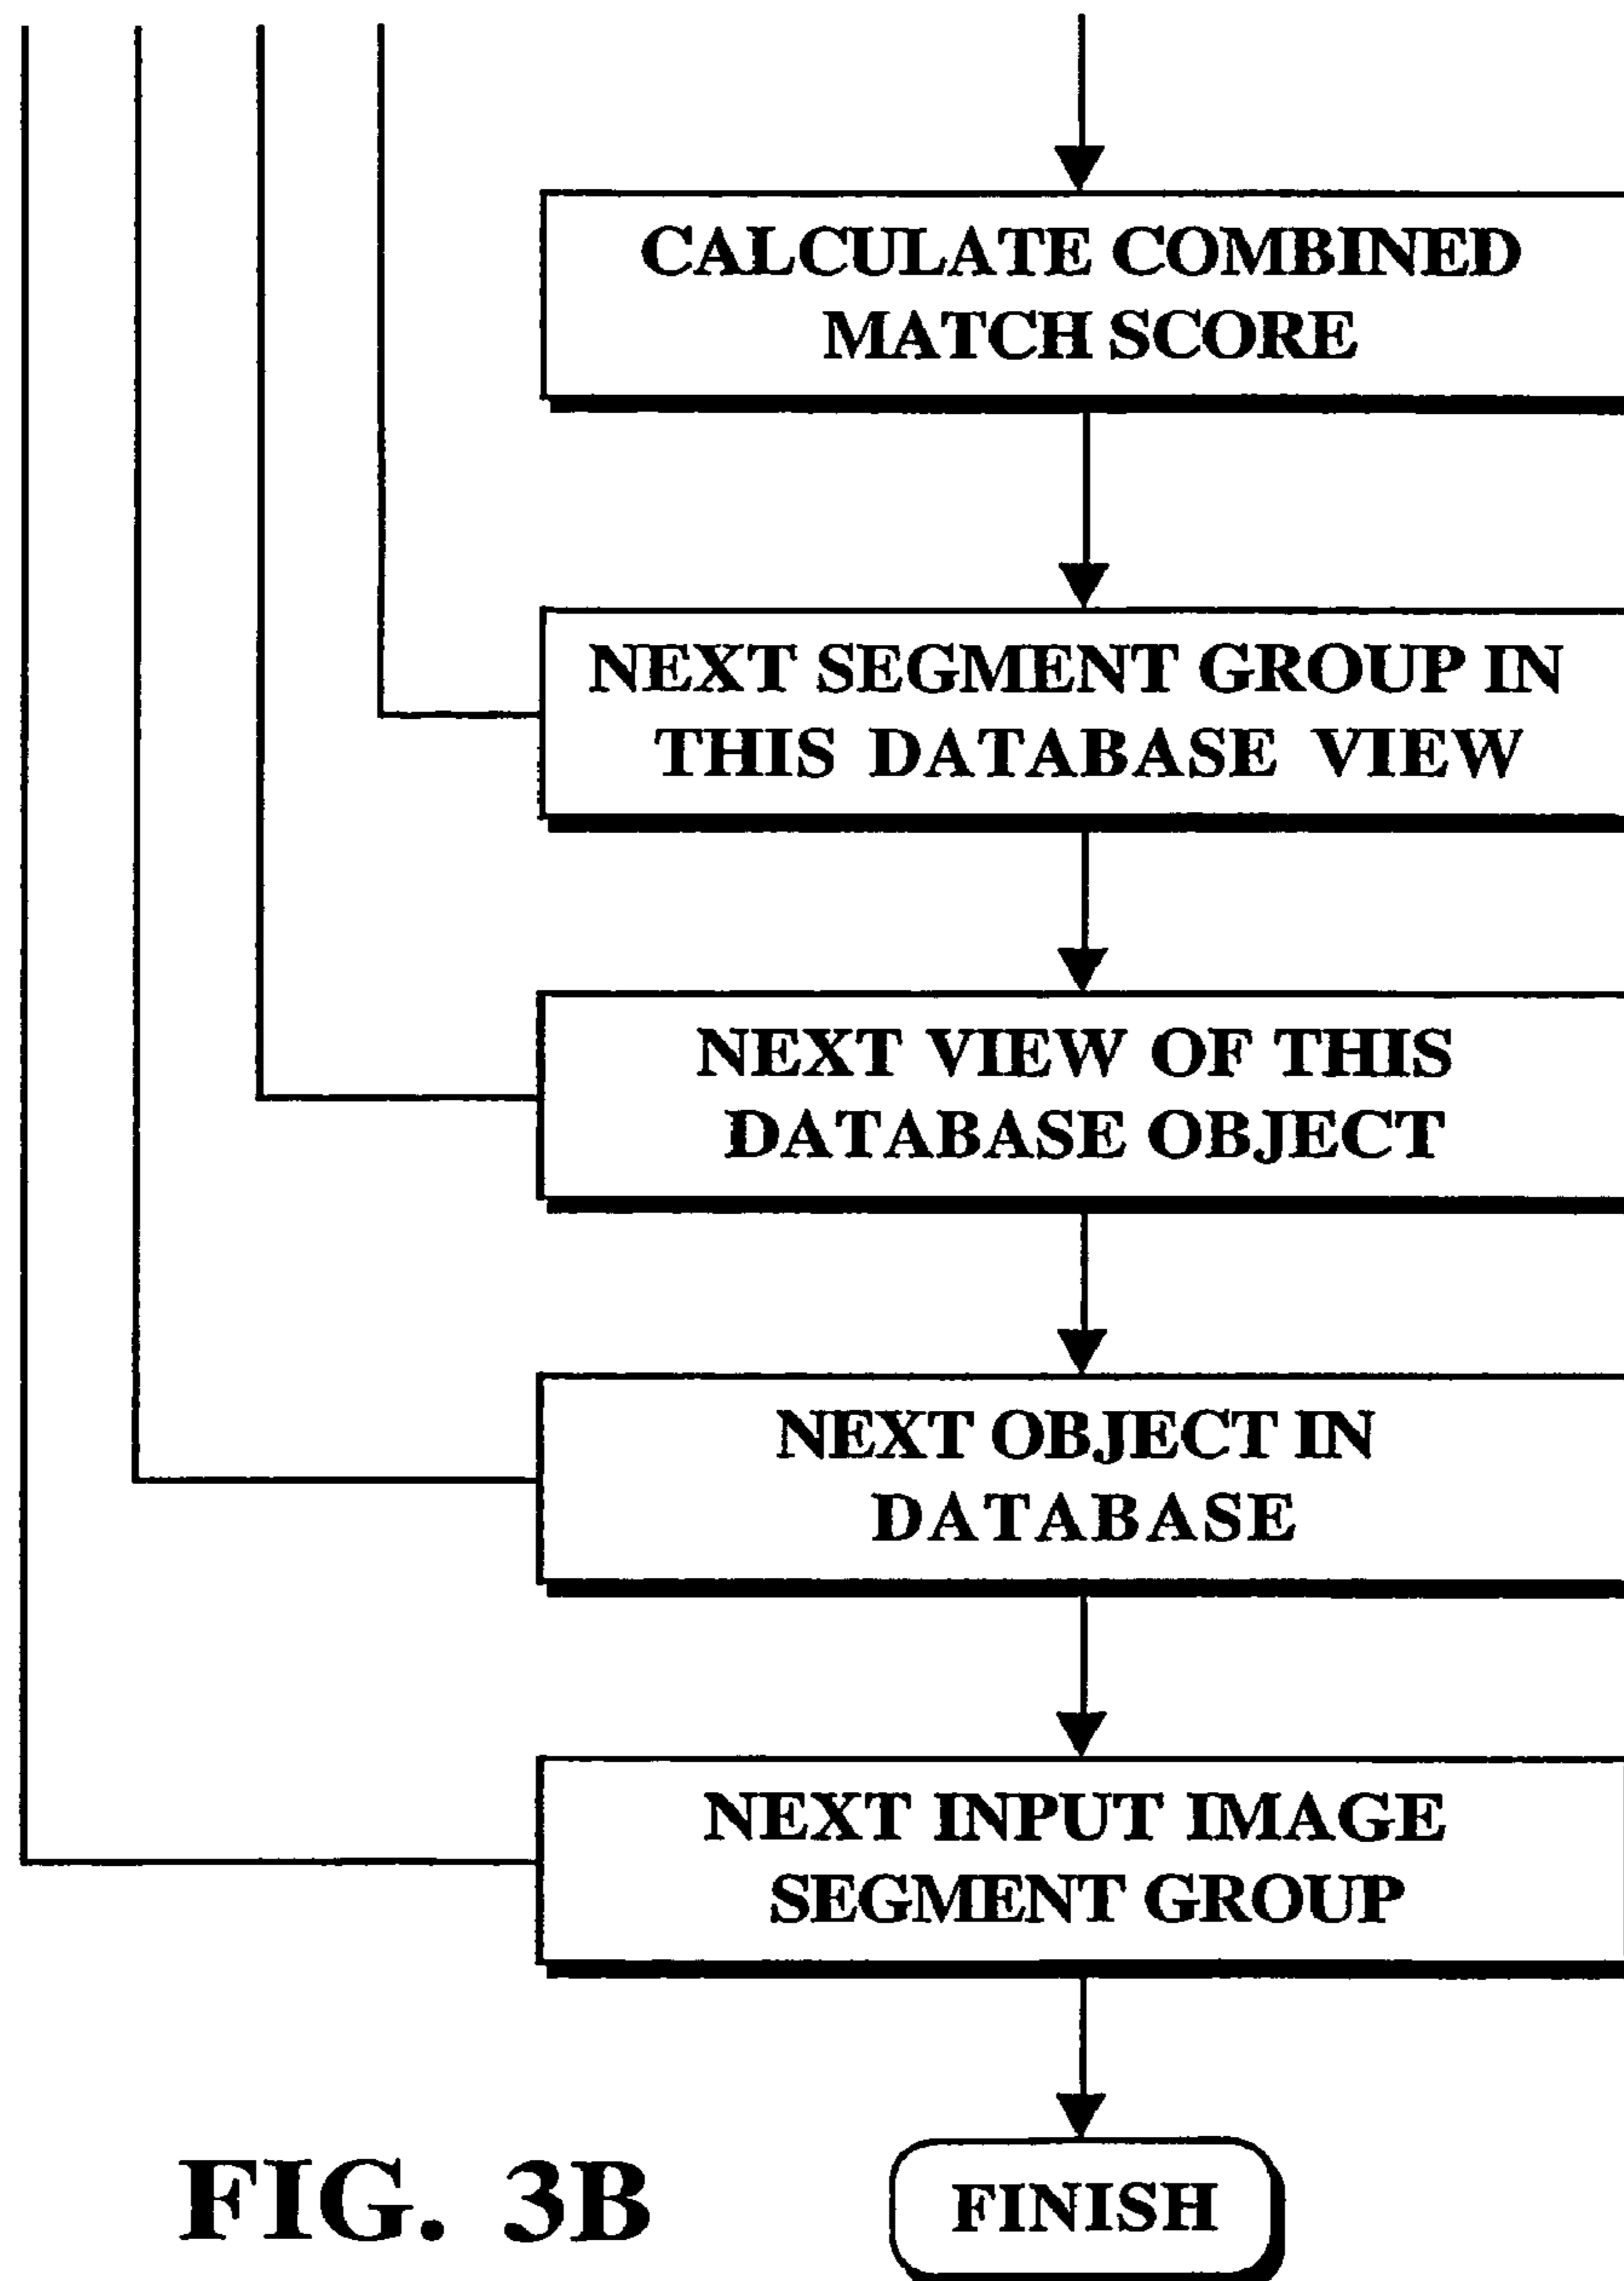 CALCULATE COMBINED
MATCH SCORE
NEXT SEGMENT GROUP IN
THIS DATABASE VIEW
NEXT VIEW OF THIS
DATABASE OBJECT
NEXT OBJECT IN
DATABASE
NEXT INPUT IMAGE
SEGMENT GROUP
FINISH
FIG. 3B